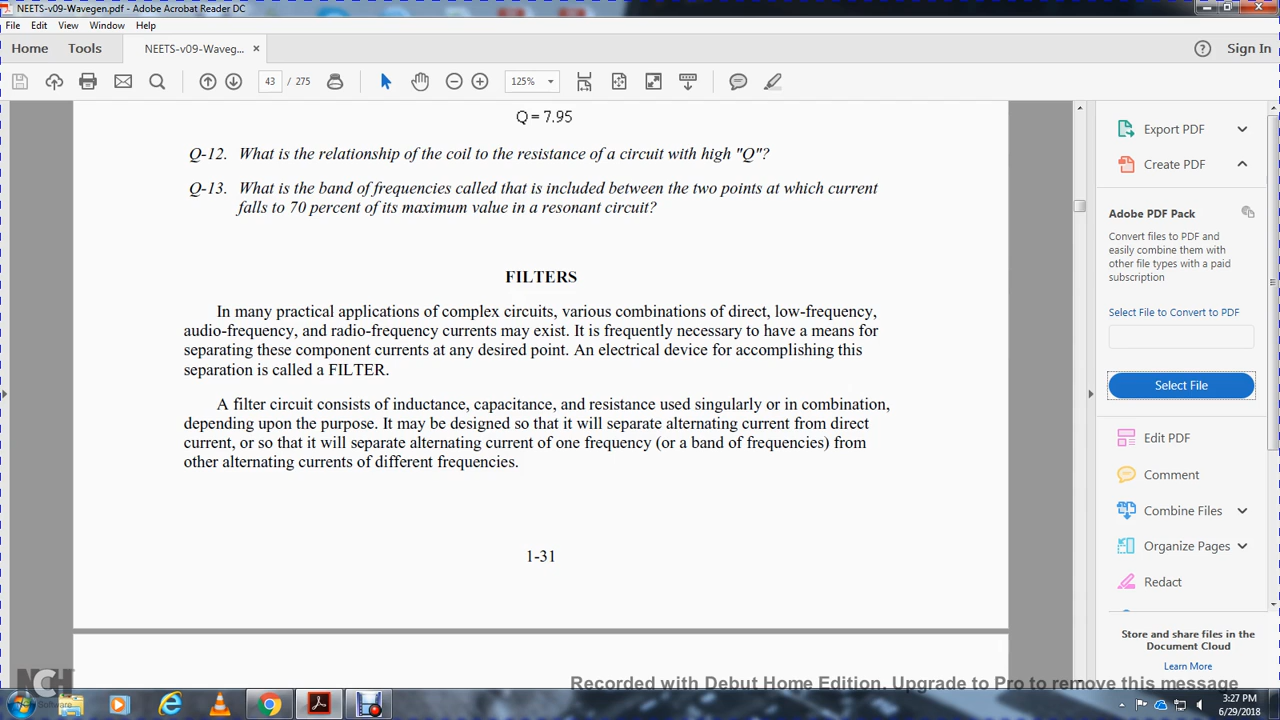 NEETS-v09-Wavegen.pdf - Adobe Acrobat Reader DC
File Edit View Window Help
Home Tools NEETS-v09-Waveg... × Sign In
43 / 275 125%
Q = 7.95
Q-12. What is the relationship of the coil to the resistance of a circuit with high "Q"?
Q-13. What is the band of frequencies called that is included between the two points at which current
falls to 70 percent of its maximum value in a resonant circuit?
FILTERS
In many practical applications of complex circuits, various combinations of direct, low-frequency,
audio-frequency, and radio-frequency currents may exist. It is frequently necessary to have a means for
separating these component currents at any desired point. An electrical device for accomplishing this
separation is called a FILTER.
A filter circuit consists of inductance, capacitance, and resistance used singularly or in combination,
depending upon the purpose. It may be designed so that it will separate alternating current from direct
current, or so that it will separate alternating current of one frequency (or a band of frequencies) from
other alternating currents of different frequencies.
1-31
Export PDF
Create PDF
Adobe PDF Pack
Convert files to PDF and
easily combine them with
other file types with a paid
subscription
Select File to Convert to PDF
Select File
Edit PDF
Comment
Combine Files
Organize Pages
Redact
Store and share files in the
Document Cloud
Learn More
NCH
Software
Recorded with Debut Home Edition. Upgrade to Pro to remove this message
3:27 PM
6/29/2018